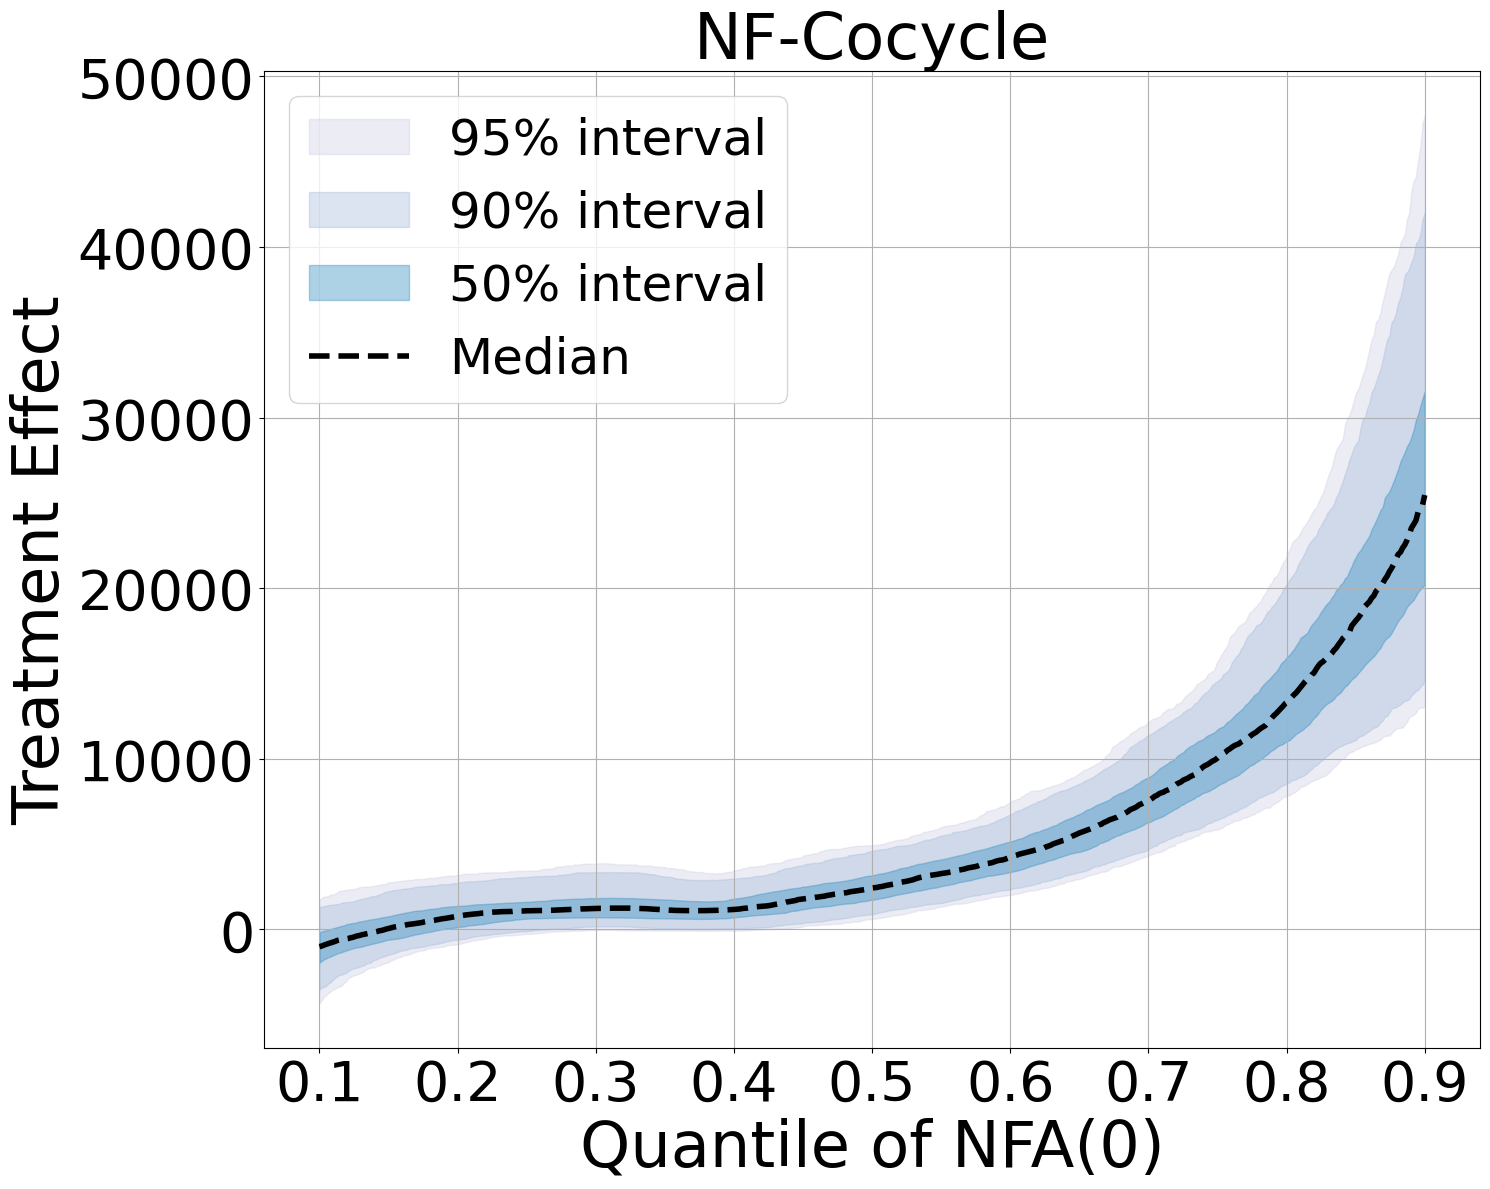 NF-Cocycle
50000
40000
30000
20000
10000
0
Treatment Effect
95% interval
90% interval
50% interval
Median
0.1 0.2 0.3 0.4 0.5 0.6 0.7 0.8 0.9
Quantile of NFA(0)